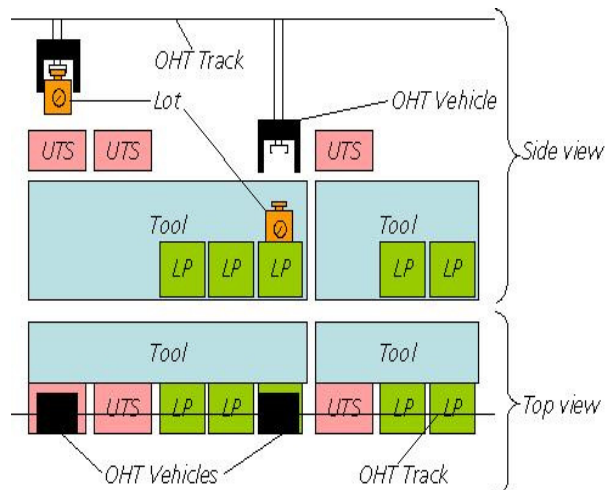 OHT Track
Lot
OHT Vehicle
UTS
UTS
UTS
Side view
Tool
Tool
LP
LP
LP
LP
LP
Tool
Tool
UTS
LP
LP
UTS
LP
LP
Top view
OHT Vehicles
OHT Track